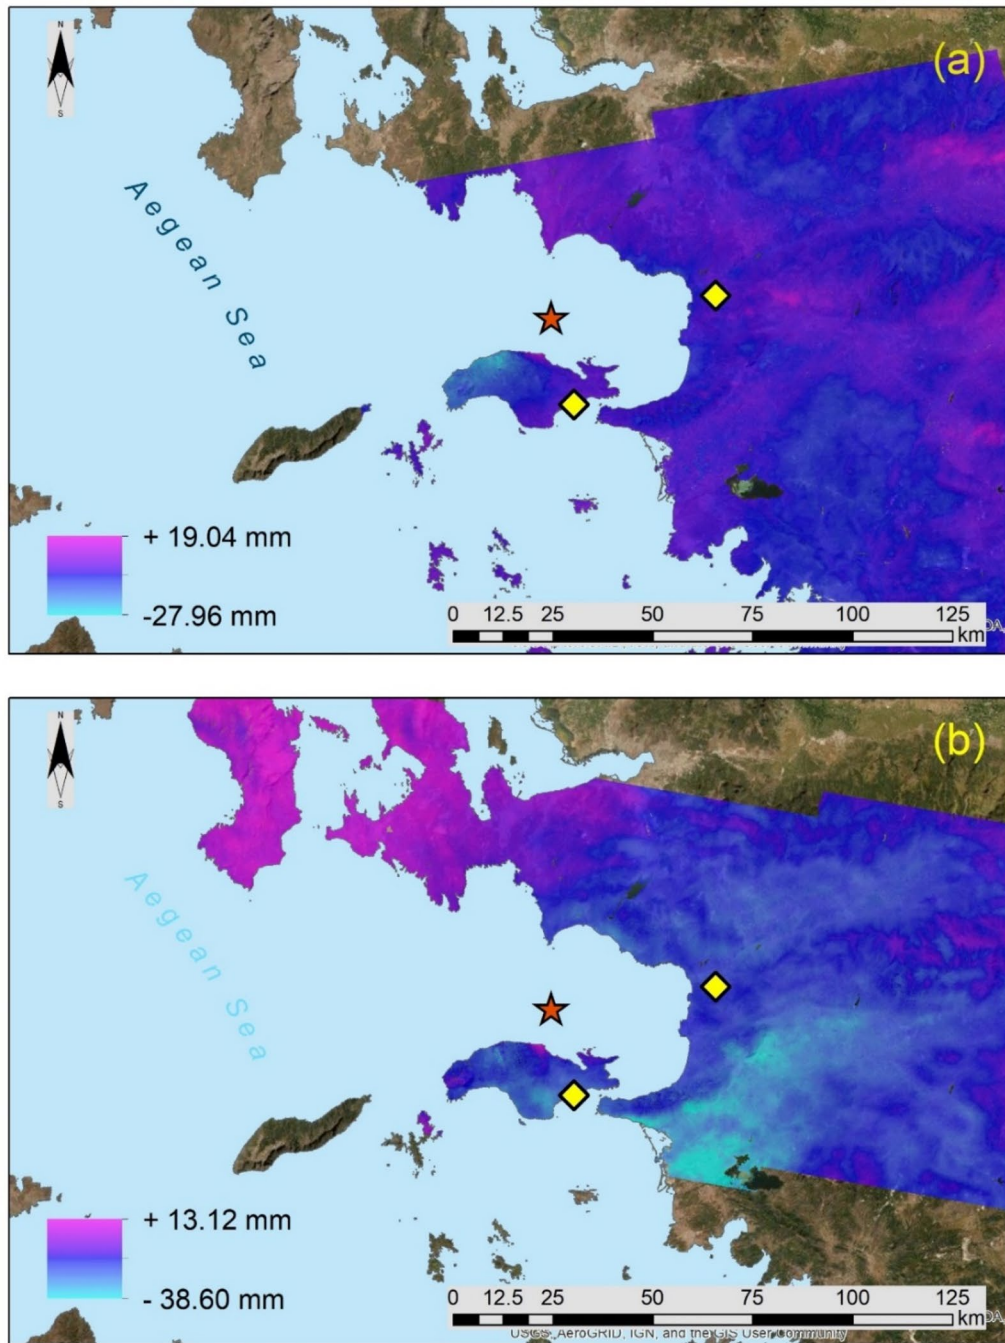 N
(a)
S
Aegean Sea
+ 19.04 mm
-27.96 mm
0 12.5 25 50 75 100 125
km
N
(b)
S
Aegean Sea
+ 13.12 mm
- 38.60 mm
0 12.5 25 50 75 100 125
km
USGS, AeroGRID, IGN, and the GIS User Community